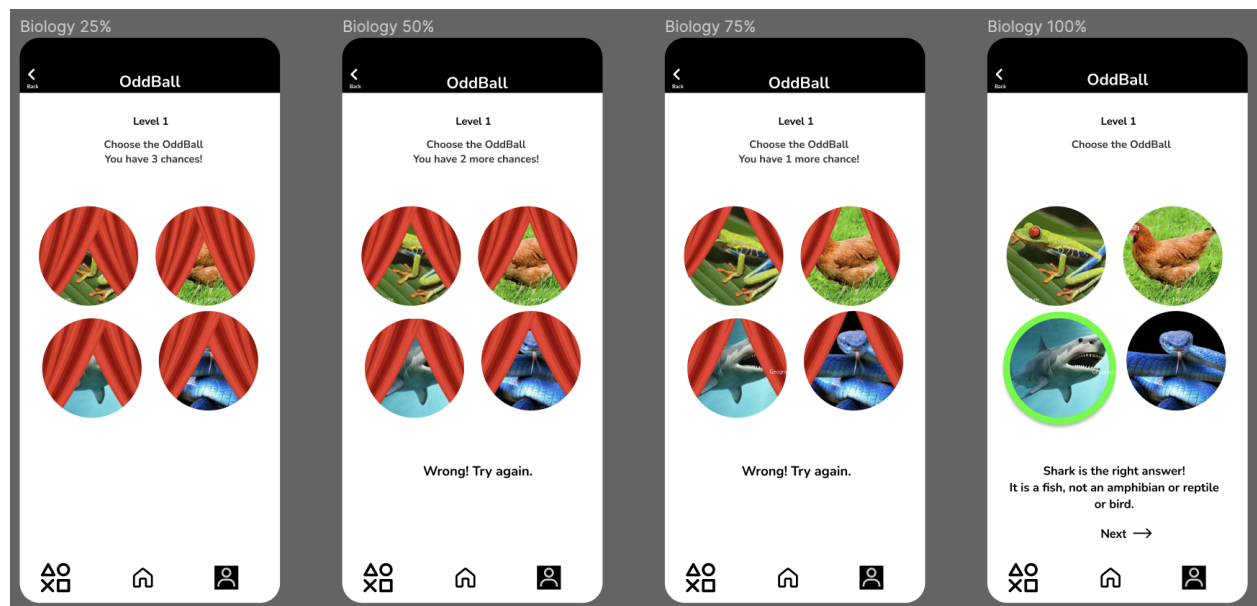 Biology 25%
Back
OddBall
Level 1
Choose the OddBall
You have 3 chances!
Biology 50%
Back
OddBall
Level 1
Choose the OddBall
You have 2 more chances!
Wrong! Try again.
Biology 75%
Back
OddBall
Level 1
Choose the OddBall
You have 1 more chance!
Wrong! Try again.
Biology 100%
Back
OddBall
Level 1
Choose the OddBall
Shark is the right answer!
It is a fish, not an amphibian or reptile
or bird.
Next